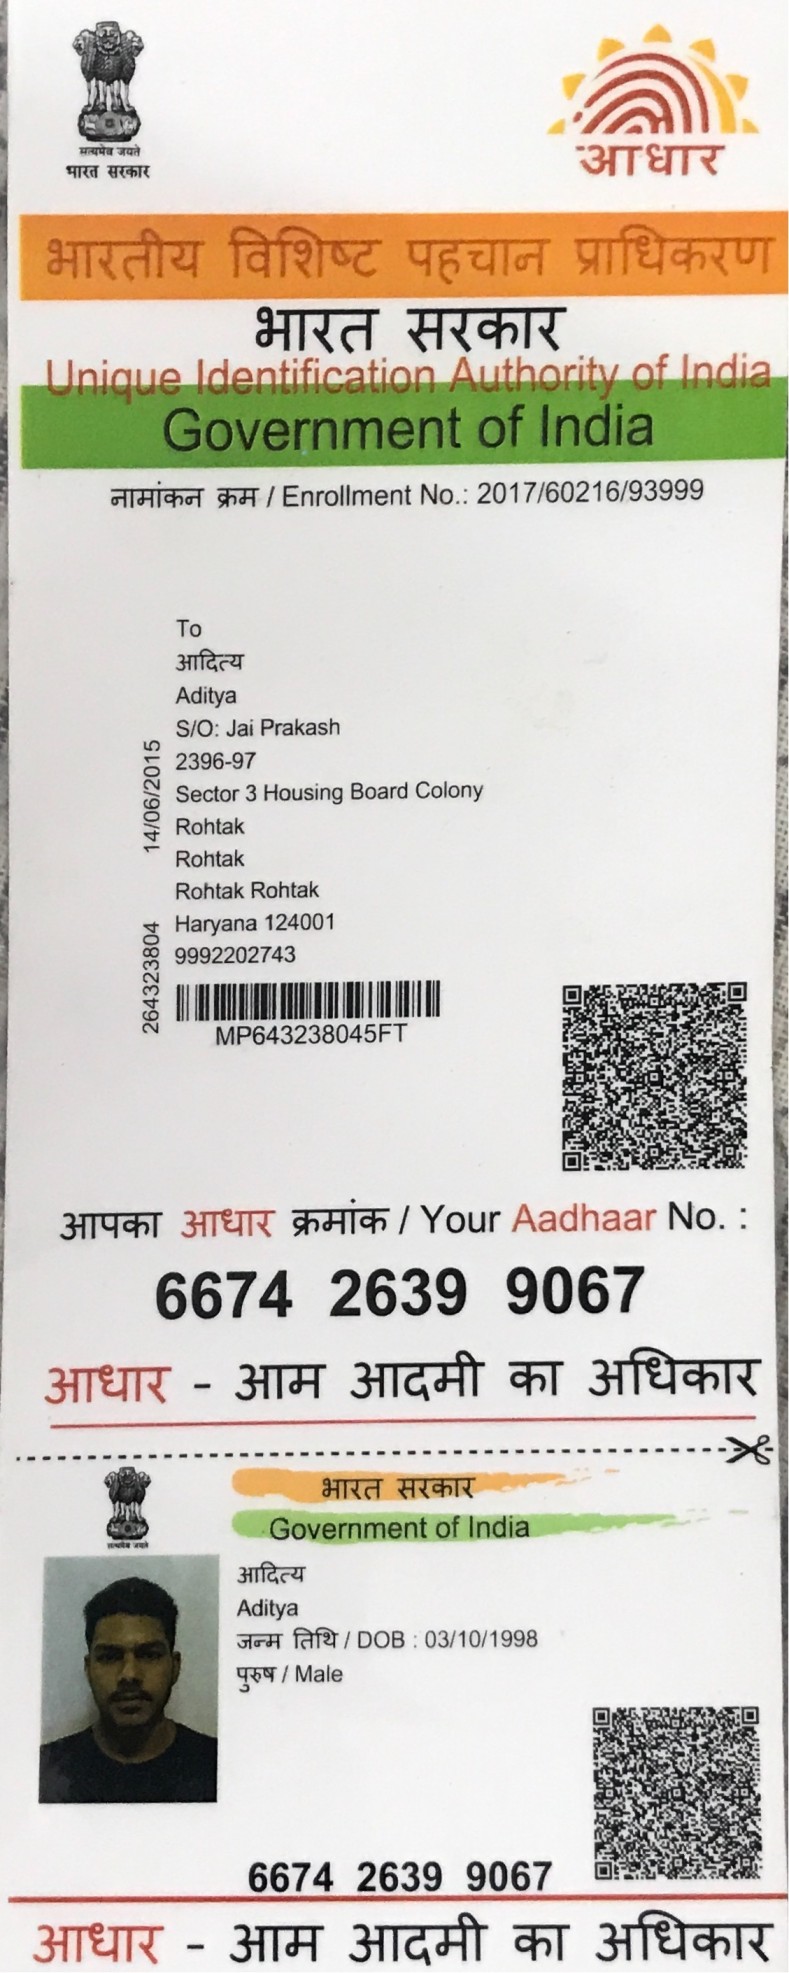 सत्यमेव जयते
भारत सरकार
आधार
भारतीय विशिष्ट पहचान प्राधिकरण
भारत सरकार
Unique Identification Authority of India
Government of India
नामांकन क्रम / Enrollment No.: 2017/60216/93999
To
आदित्य
Aditya
S/O: Jai Prakash
2396-97
Sector 3 Housing Board Colony
Rohtak
Rohtak
Rohtak Rohtak
Haryana 124001
9992202743
264323804 14/06/2015
MP643238045FT
आपका आधार क्रमांक / Your Aadhaar No. :
6674 2639 9067
आधार - आम आदमी का अधिकार
सत्यमेव जयते
भारत सरकार
Government of India
आदित्य
Aditya
जन्म तिथि / DOB : 03/10/1998
पुरुष / Male
6674 2639 9067
आधार - आम आदमी का अधिकार